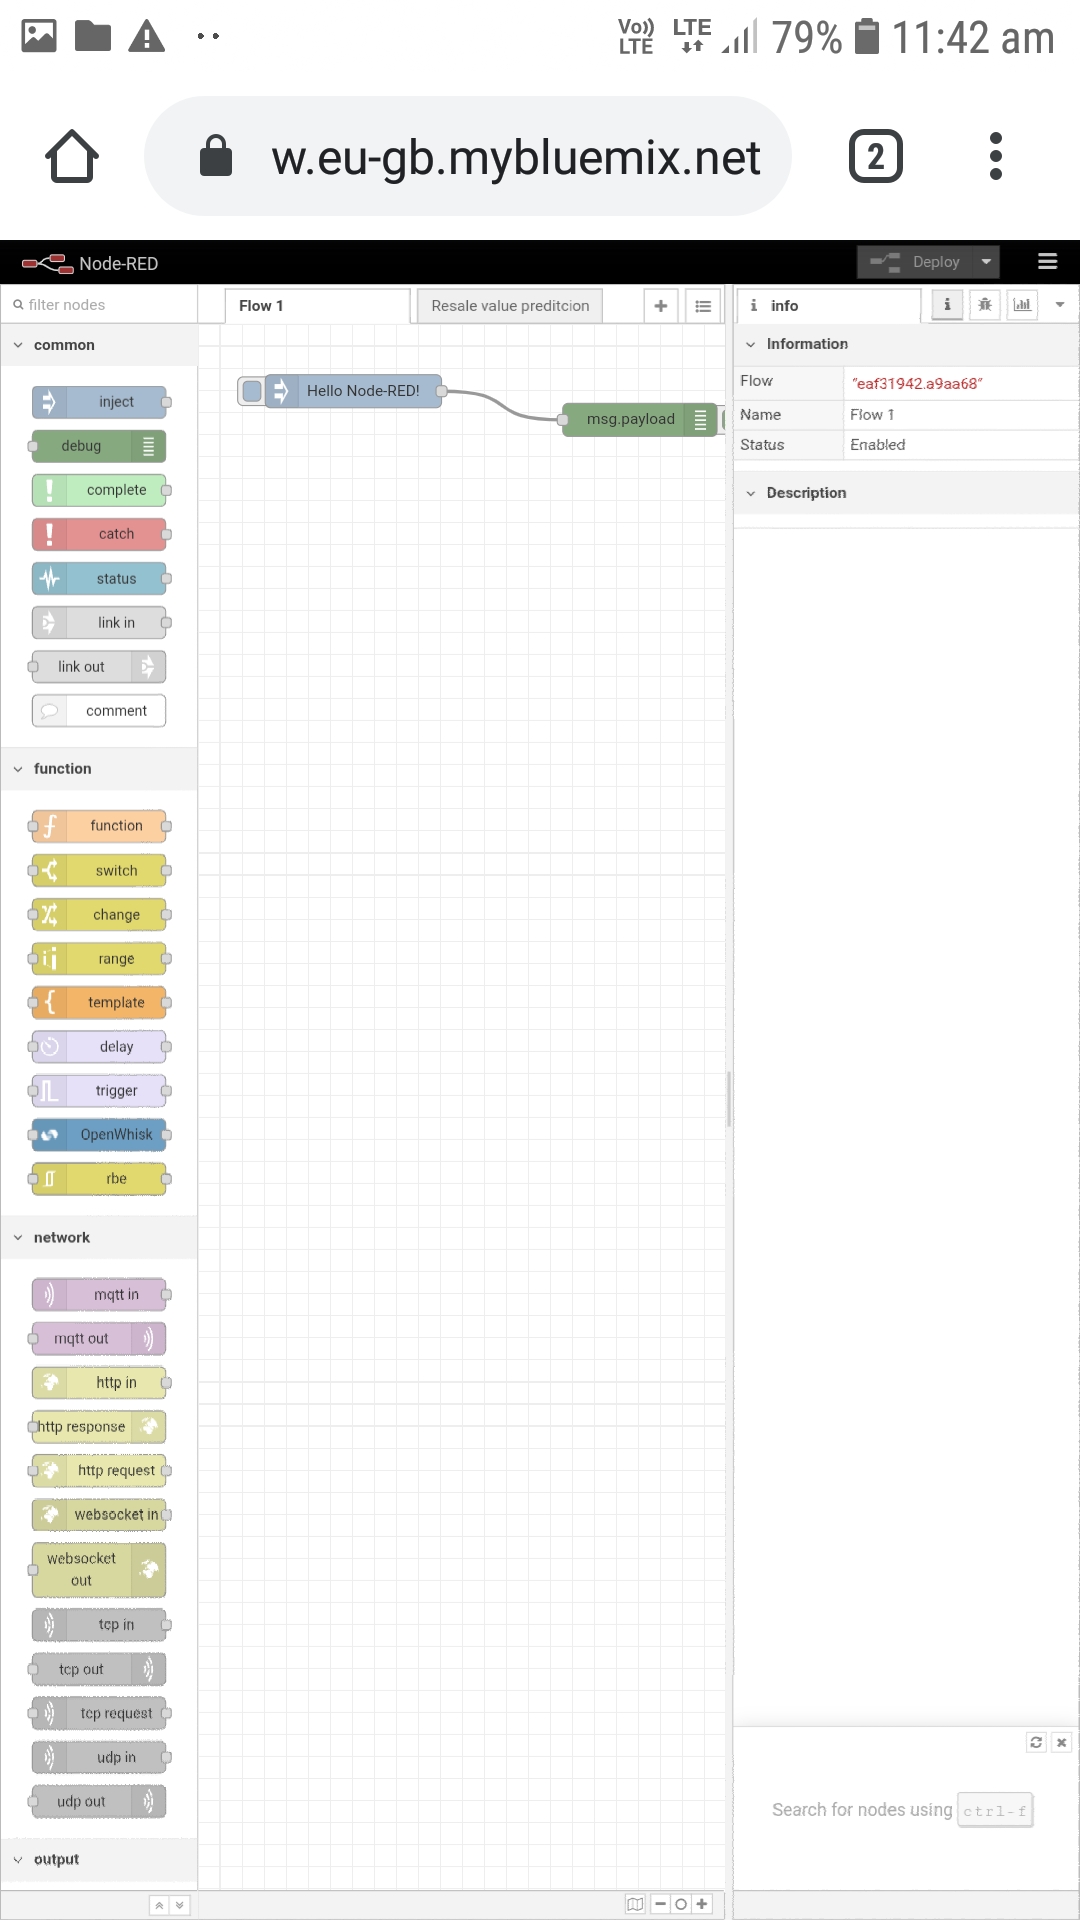 Vo)) LTE LTE 79% 11:42 am
w.eu-gb.mybluemix.net 2
Node-RED Deploy
filter nodes
Flow 1 Resale value preditcion
info
common
inject
debug
complete
catch
status
link in
link out
comment
function
function
switch
change
range
template
delay
trigger
OpenWhisk
rbe
network
mqtt in
mqtt out
http in
http response
http request
websocket in
websocket
out
tcp in
tcp out
tcp request
udp in
udp out
output
Hello Node-RED!
msg.payload
Information
Flow "eaf31942.a9aa68"
Name Flow 1
Status Enabled
Description
Search for nodes using ctrl-f